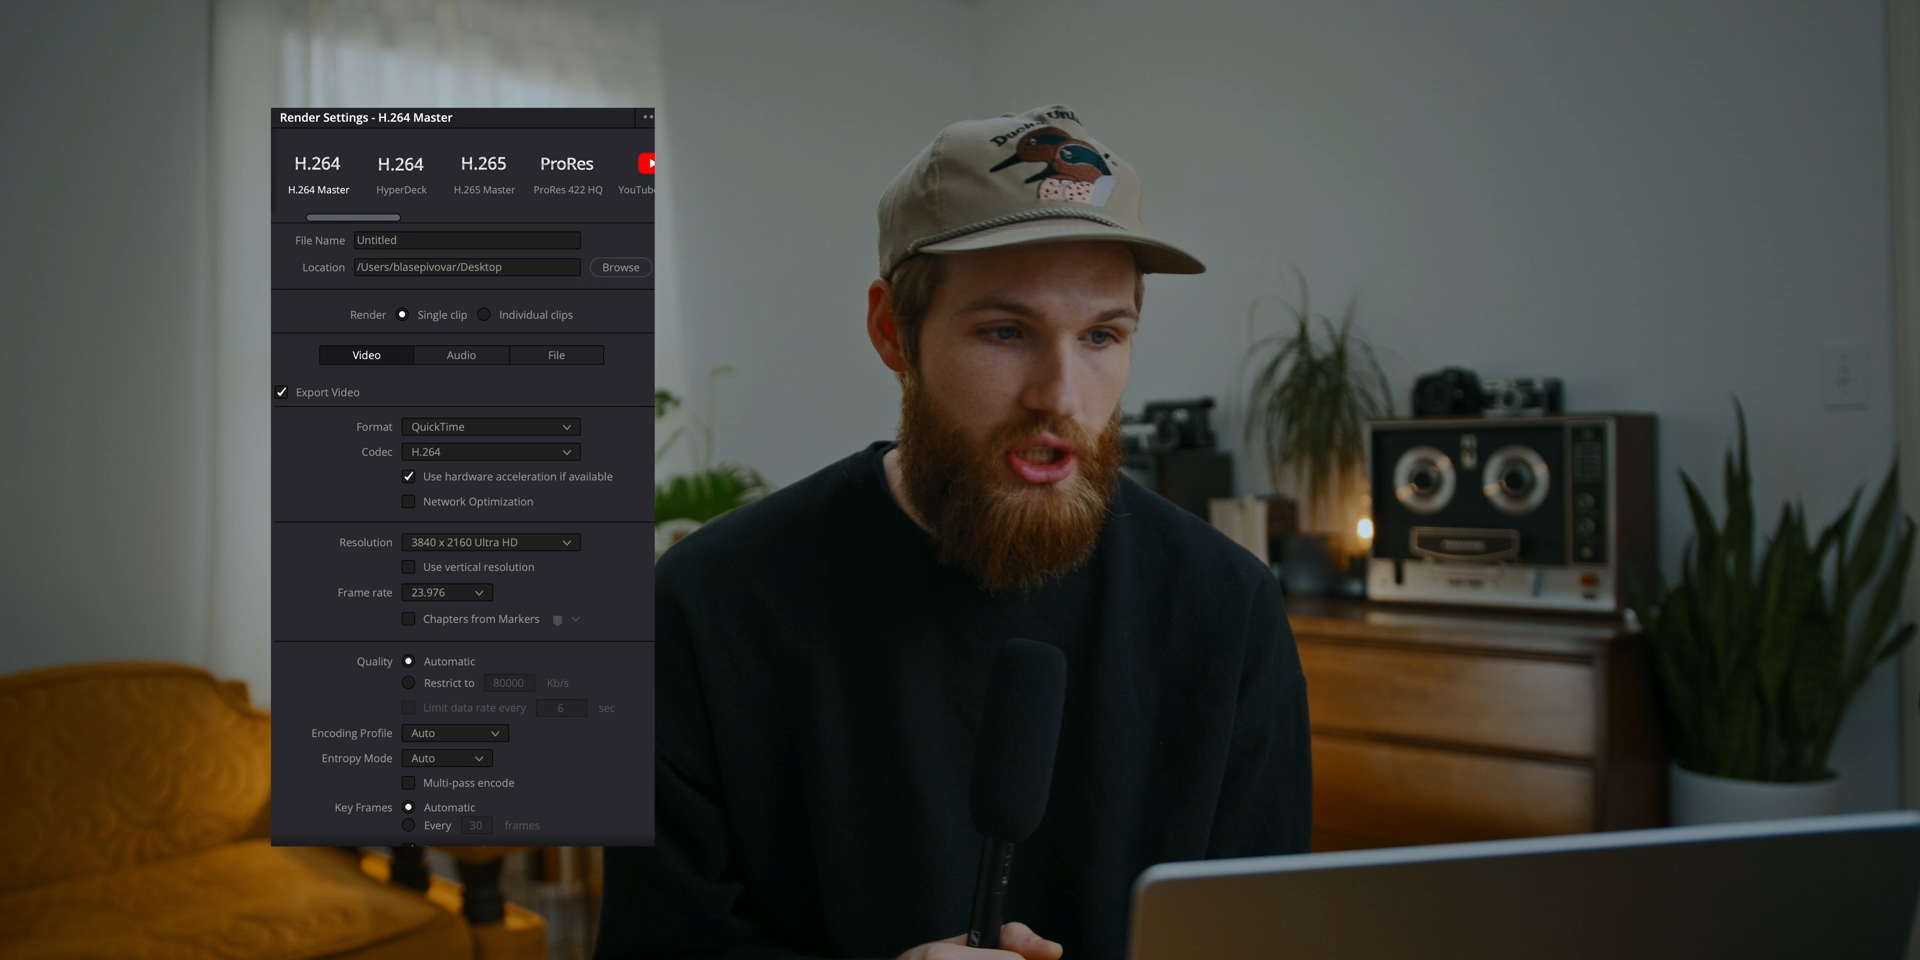 Render Settings - H.264 Master
H.264 H.264 H.265 ProRes
H.264 Master HyperDeck H.265 Master ProRes 422 HQ
File Name Untitled
Location /Users/blasepivovar/Desktop Browse
Render Single clip Individual clips
Video Audio File
Export Video
Format QuickTime
Codec H.264
Use hardware acceleration if available
Network Optimization
Resolution 3840 x 2160 Ultra HD
Use vertical resolution
Frame rate 23.976
Chapters from Markers
Quality Automatic
Restrict to 80000 Kb/s
Limit data rate every 6 sec
Encoding Profile Auto
Entropy Mode Auto
Multi-pass encode
Key Frames Automatic
Every 30 frames
Ducks